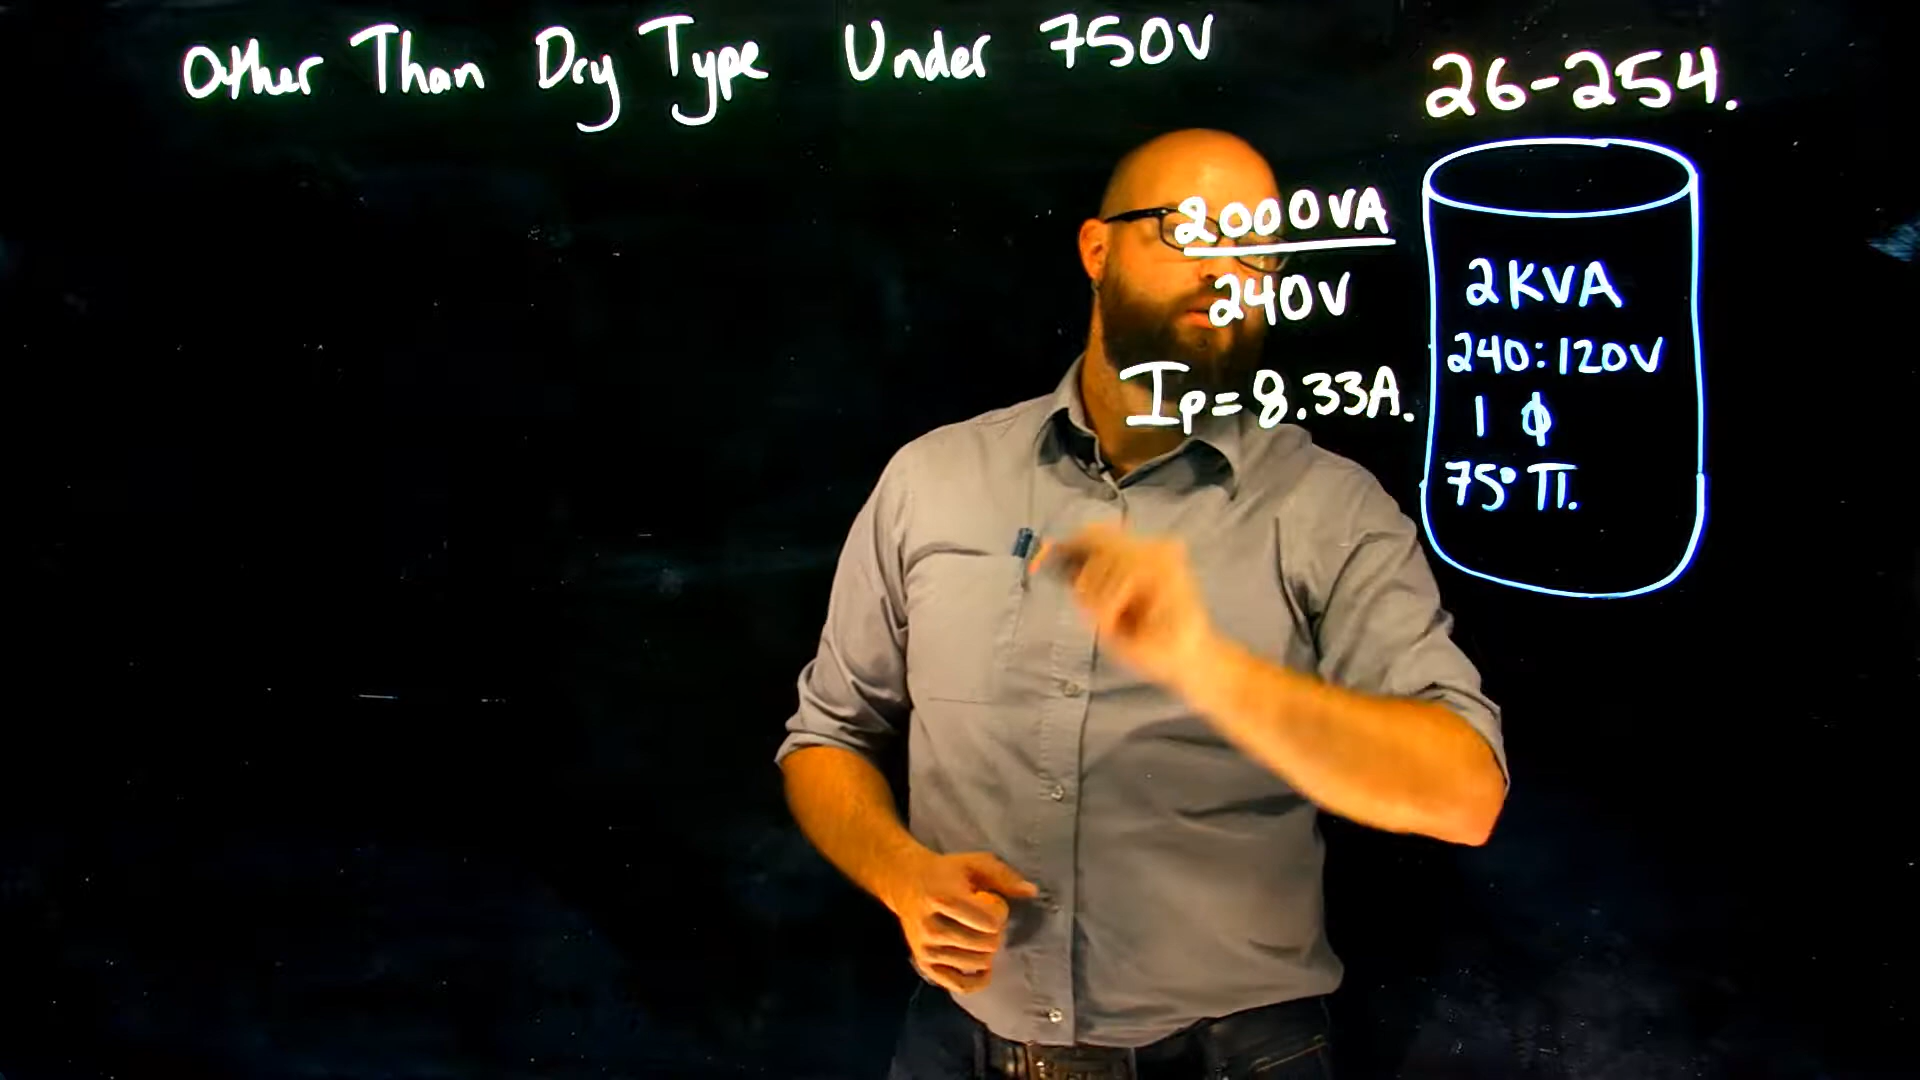 Other Than Dry Type Under 750V
26-254.
2000VA
240V
Ip=8.33A.
2KVA
240:120V
1 ϕ
75° TI.